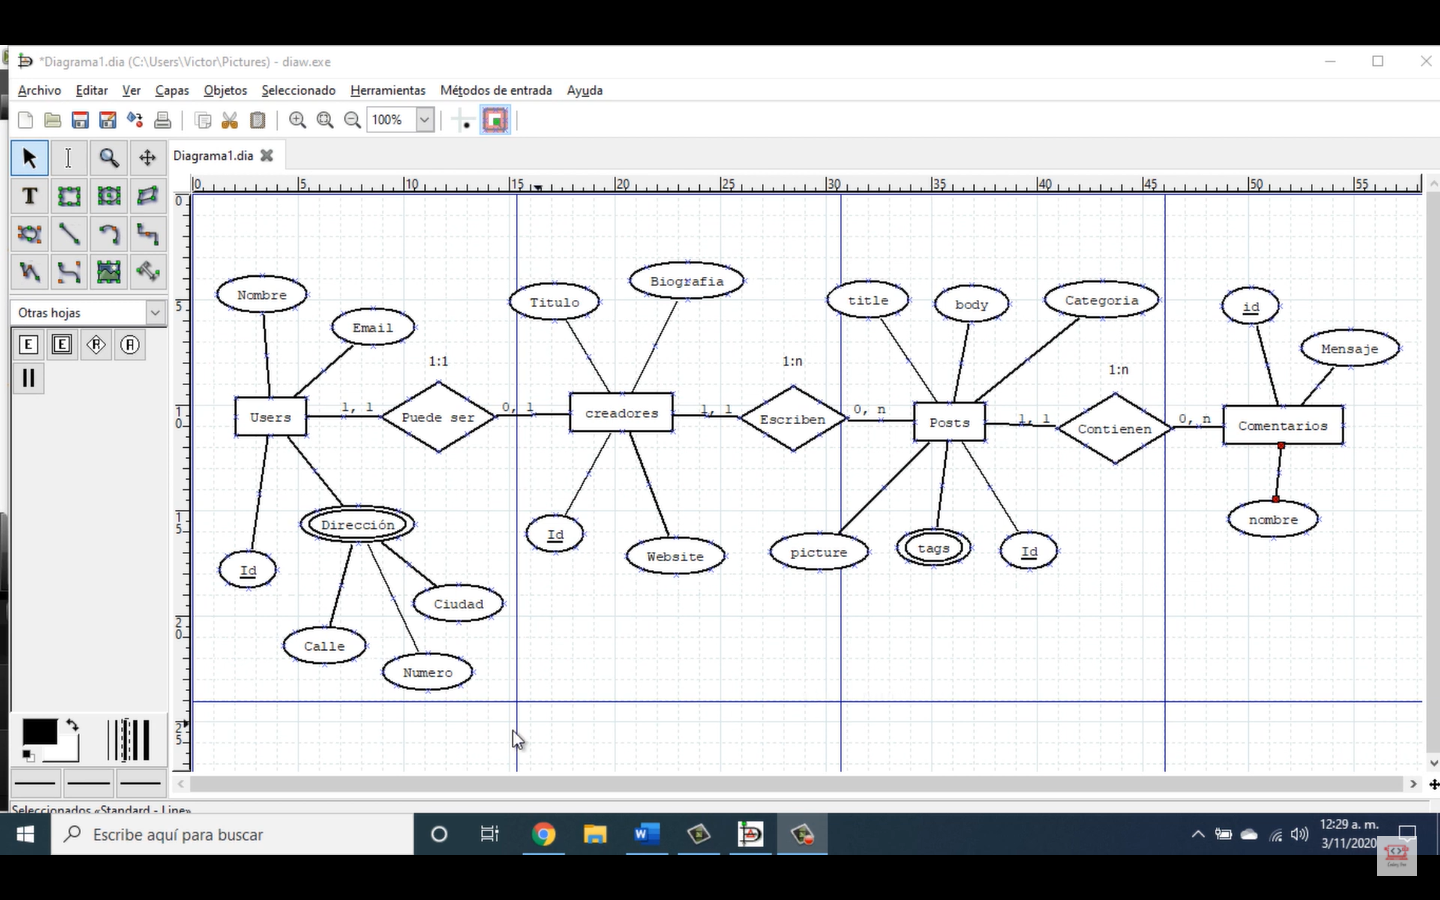 *Diagrama1.dia (C:\Users\Victor\Pictures) - diaw.exe
Archivo Editar Ver Capas Objetos Seleccionado Herramientas Métodos de entrada Ayuda
100%
Diagrama1.dia
0 5 10 15 20 25 30 35 40 45 50 55
0
5
10
15
20
25
T
Otras hojas
E E R A
Nombre
Email
Titulo
Biografia
title
body
Categoria
id
Mensaje
1:1
1:n
1:n
Users
1, 1
Puede ser
0, 1
creadores
1, 1
Escriben
0, n
Posts
1, 1
Contienen
0, n
Comentarios
Dirección
Id
Id
Website
picture
tags
Id
nombre
Ciudad
Calle
Numero
Seleccionados «Standard - Line»
Escribe aquí para buscar
12:29 a. m.
3/11/2020